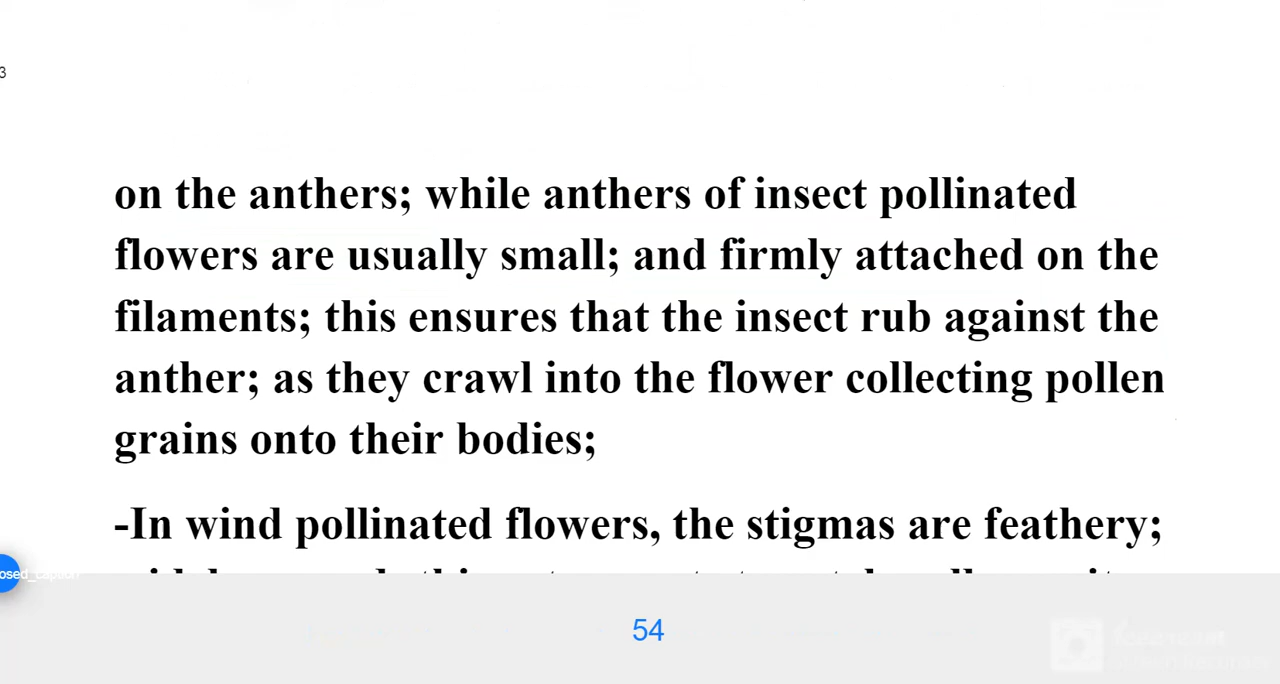 3
on the anthers; while anthers of insect pollinated
flowers are usually small; and firmly attached on the
filaments; this ensures that the insect rub against the
anther; as they crawl into the flower collecting pollen
grains onto their bodies;
-In wind pollinated flowers, the stigmas are feathery;
osed_caption
54